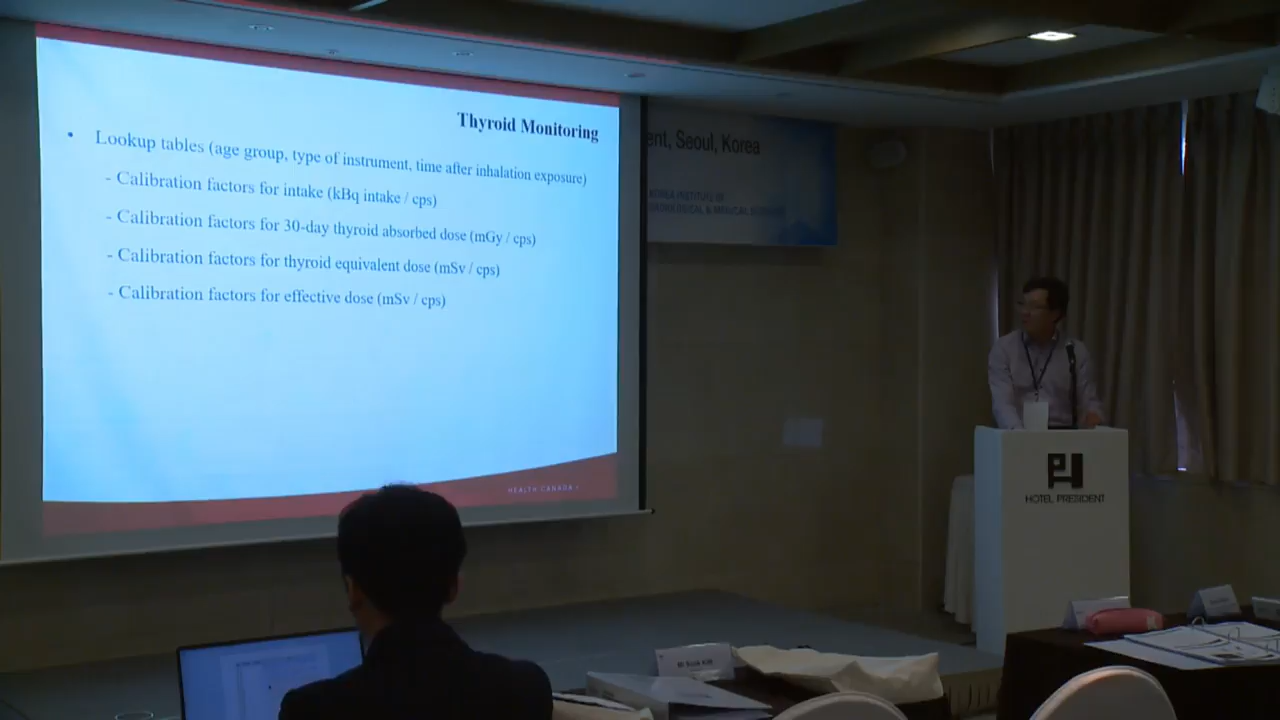 Thyroid Monitoring
• Lookup tables (age group, type of instrument, time after inhalation exposure)
- Calibration factors for intake (kBq intake / cps)
- Calibration factors for 30-day thyroid absorbed dose (mGy / cps)
- Calibration factors for thyroid equivalent dose (mSv / cps)
- Calibration factors for effective dose (mSv / cps)
HEALTH CANADA
ent, Seoul, Korea
KOREA INSTITUTE OF
RADIOLOGICAL & MEDICAL
HOTEL PRESIDENT